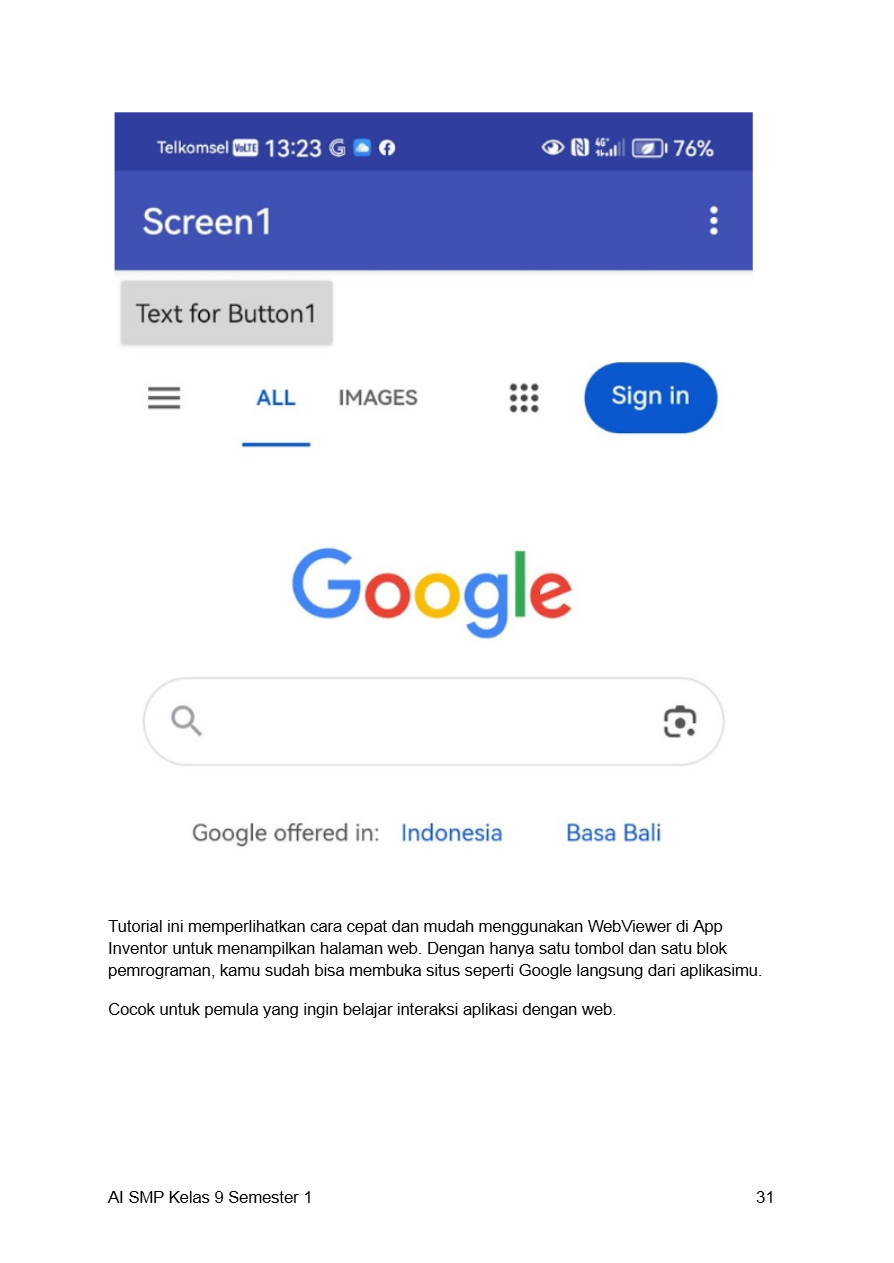 Telkomsel VoLTE 13:23 76%
Screen1
Text for Button1
ALL IMAGES Sign in
Google
Google offered in: Indonesia Basa Bali
Tutorial ini memperlihatkan cara cepat dan mudah menggunakan WebViewer di App
Inventor untuk menampilkan halaman web. Dengan hanya satu tombol dan satu blok
pemrograman, kamu sudah bisa membuka situs seperti Google langsung dari aplikasimu.
Cocok untuk pemula yang ingin belajar interaksi aplikasi dengan web.
AI SMP Kelas 9 Semester 1 31